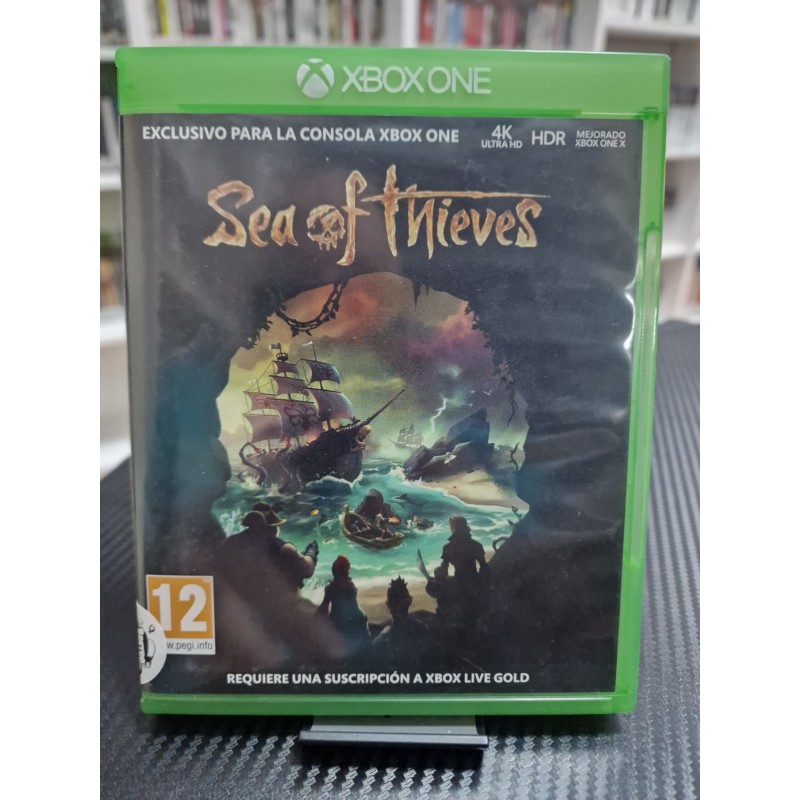 XBOX ONE
EXCLUSIVO PARA LA CONSOLA XBOX ONE
4K
ULTRA HD
HDR
MEJORADO
XBOX ONE X
Sea of Thieves
12
w.pegi.info
REQUIERE UNA SUSCRIPCIÓN A XBOX LIVE GOLD